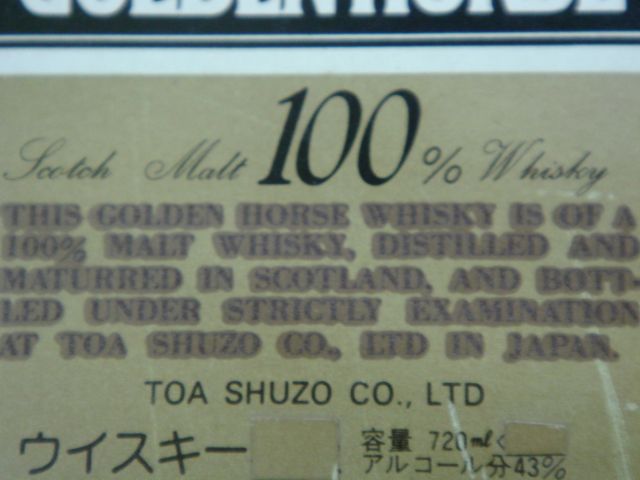 GOLDEN HORSE
Scotch Malt 100% Whisky
THIS GOLDEN HORSE WHISKY IS OF A
100% MALT WHISKY, DISTILLED AND
MATURRED IN SCOTLAND, AND BOTT-
LED UNDER STRICTLY EXAMINATION
AT TOA SHUZO CO., LTD IN JAPAN.
TOA SHUZO CO., LTD
ウイスキー
容量 720ml
アルコール分43%